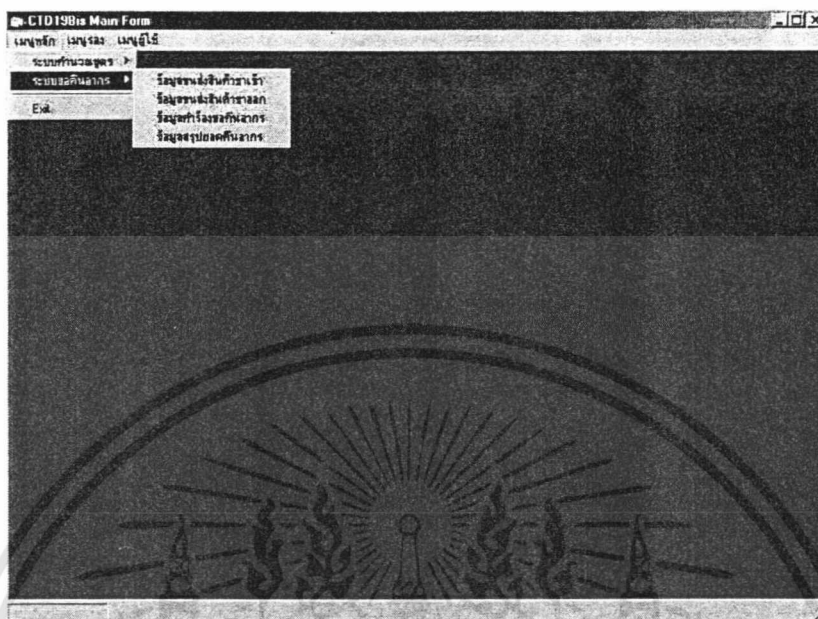 CTD19Bis Main Form
เมนูหลัก เมนูรอง เมนูผู้ใช้
ระบบคำนวณสูตร
ระบบขอคืนอากร
Exit
ข้อมูลขนส่งสินค้าขาเข้า
ข้อมูลขนส่งสินค้าขาออก
ข้อมูลคำร้องขอคืนอากร
ข้อมูลสรุปยอดคืนอากร